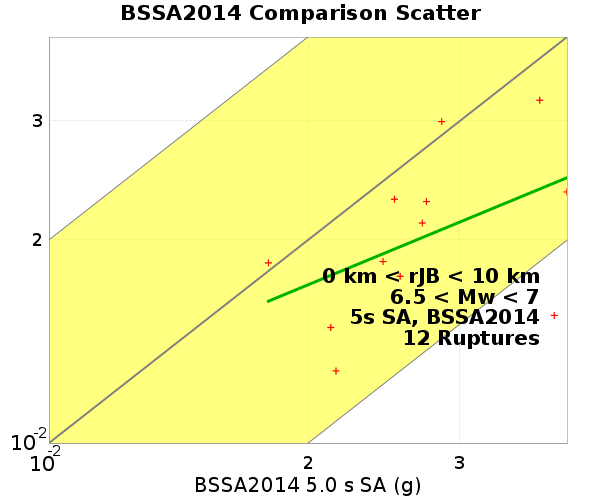 BSSA2014 Comparison Scatter
3
2
0 km < rJB < 10 km
6.5 < Mw < 7
5s SA, BSSA2014
12 Ruptures
10-2
10-2 2 3
BSSA2014 5.0 s SA (g)